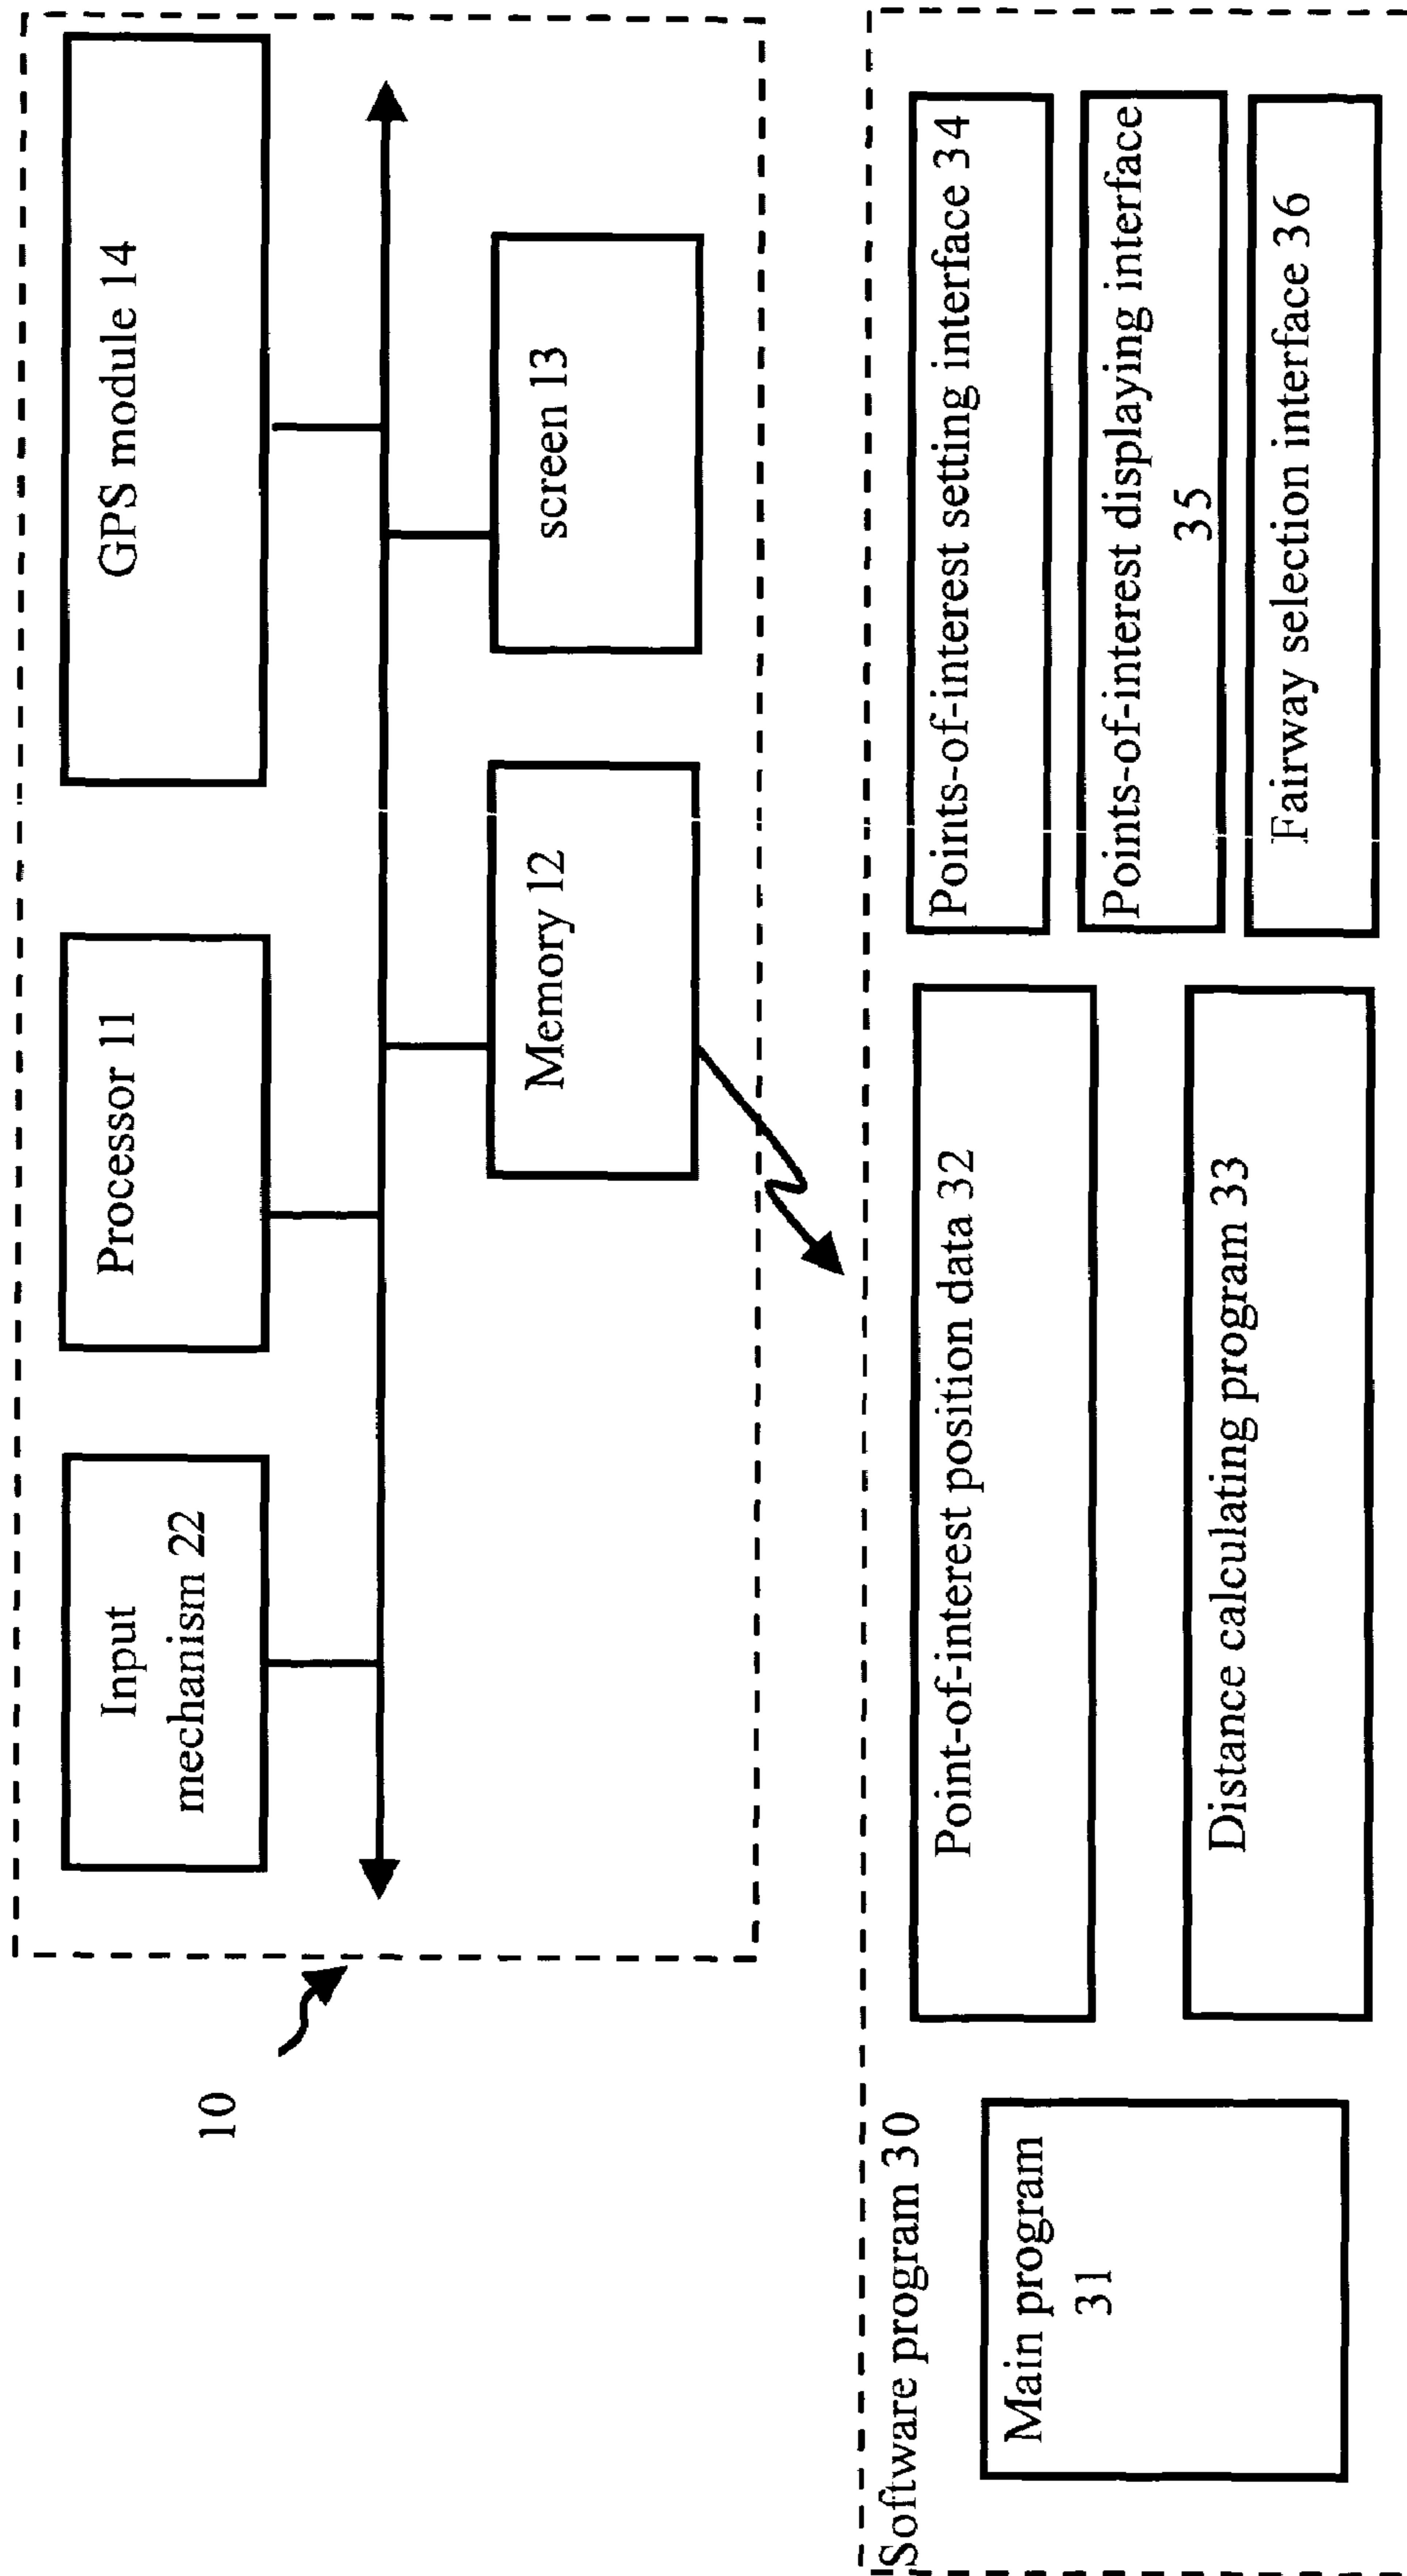 Input
mechanism 22
Processor 11
GPS module 14
Memory 12
screen 13
10
Software program 30
Main program
31
Point-of-interest position data 32
Distance calculating program 33
Points-of-interest setting interface 34
Points-of-interest displaying interface
35
Fairway selection interface 36